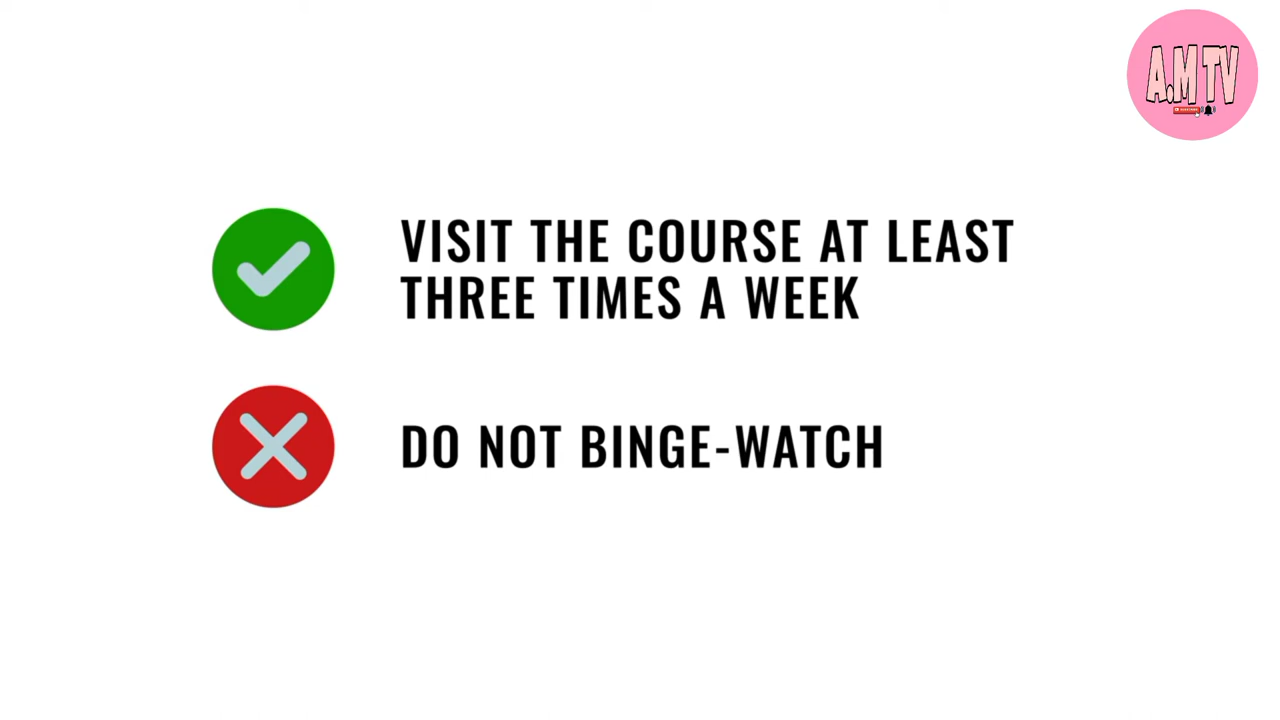 A.M TV
VISIT THE COURSE AT LEAST
THREE TIMES A WEEK
DO NOT BINGE-WATCH